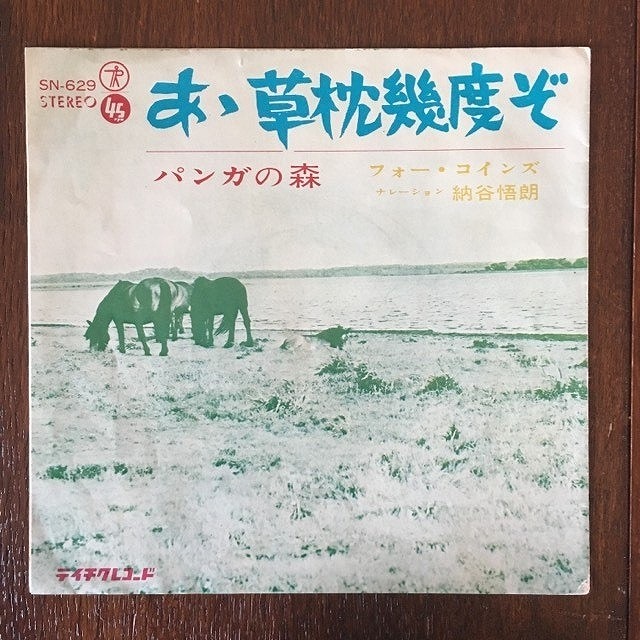 SN-629
STEREO 45
あゝ草枕幾度ぞ
パンガの森
フォー・コインズ
ナレーション 納谷悟朗
テイチクレコード